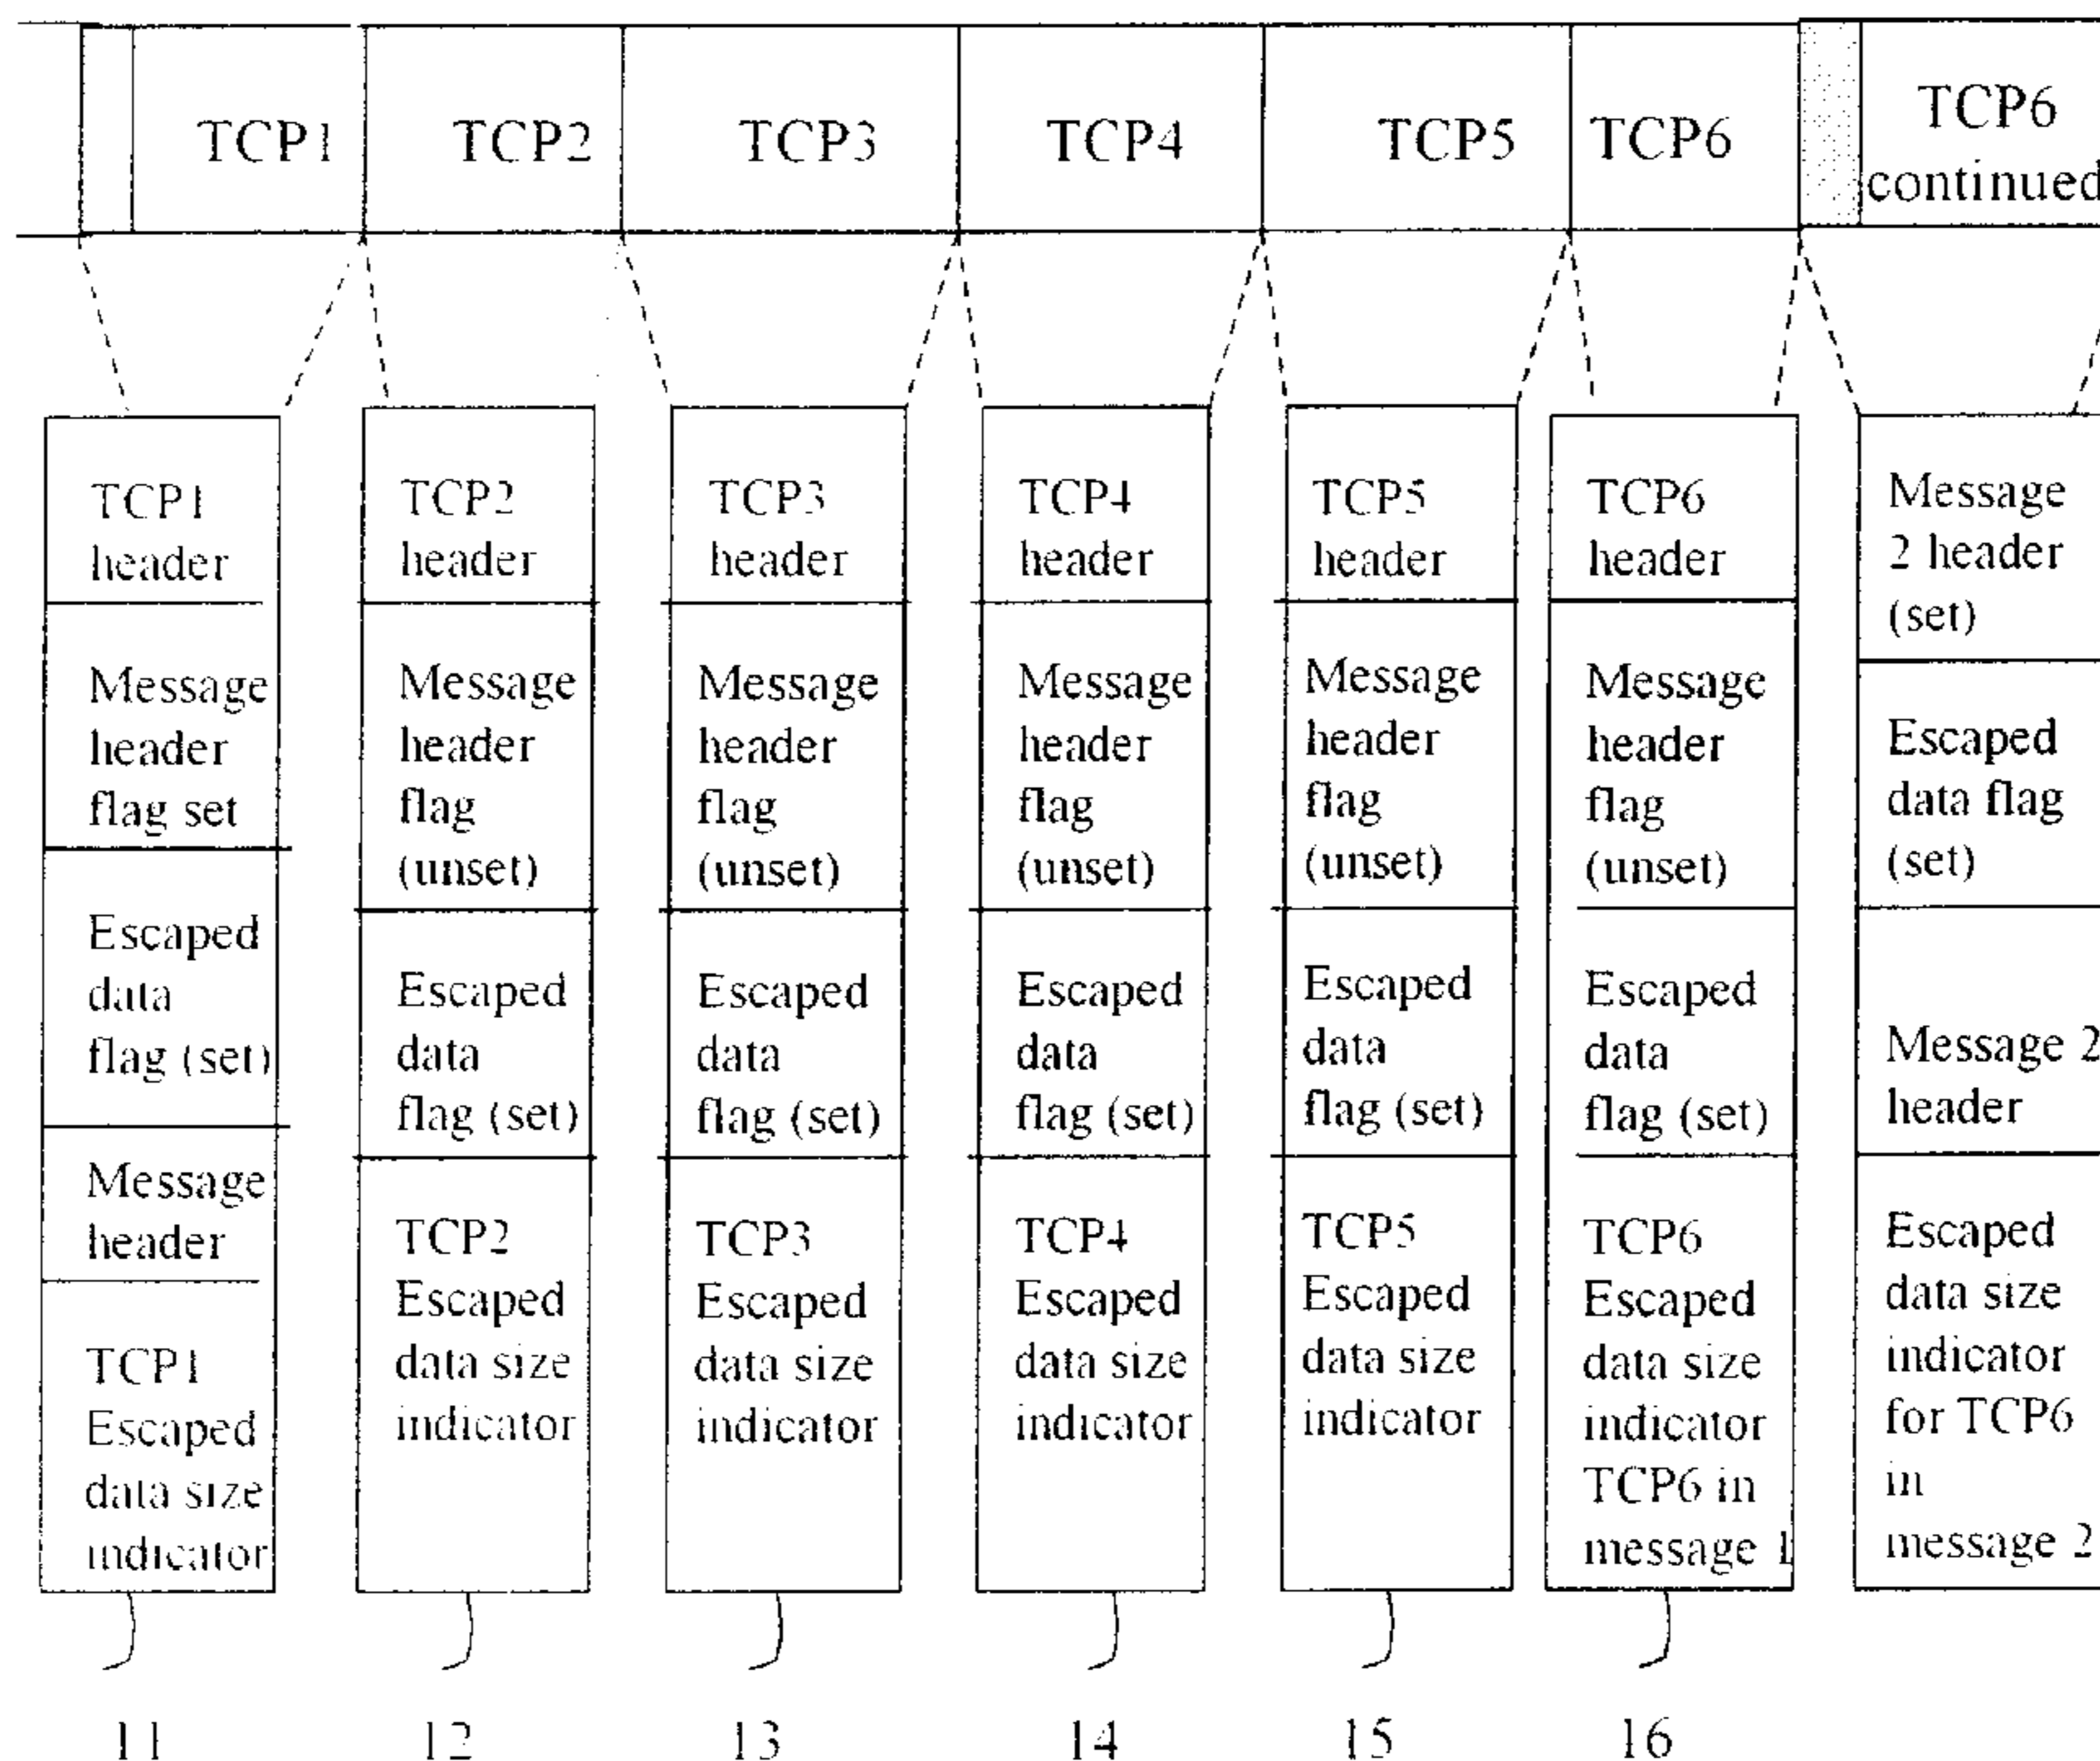 TCP1
TCP2
TCP3
TCP4
TCP5
TCP6
TCP6
continued
TCP1
header
Message
header
flag set
Escaped
data
flag (set)
Message
header
TCP1
Escaped
data size
indicator
11
TCP2
header
Message
header
flag
(unset)
Escaped
data
flag (set)
TCP2
Escaped
data size
indicator
12
TCP3
header
Message
header
flag
(unset)
Escaped
data
flag (set)
TCP3
Escaped
data size
indicator
13
TCP4
header
Message
header
flag
(unset)
Escaped
data
flag (set)
TCP4
Escaped
data size
indicator
14
TCP5
header
Message
header
flag
(unset)
Escaped
data
flag (set)
TCP5
Escaped
data size
indicator
15
TCP6
header
Message
header
flag
(unset)
Escaped
data
flag (set)
TCP6
Escaped
data size
indicator
TCP6 in
message 1
16
Message
2 header
(set)
Escaped
data flag
(set)
Message 2
header
Escaped
data size
indicator
for TCP6
in
message 2